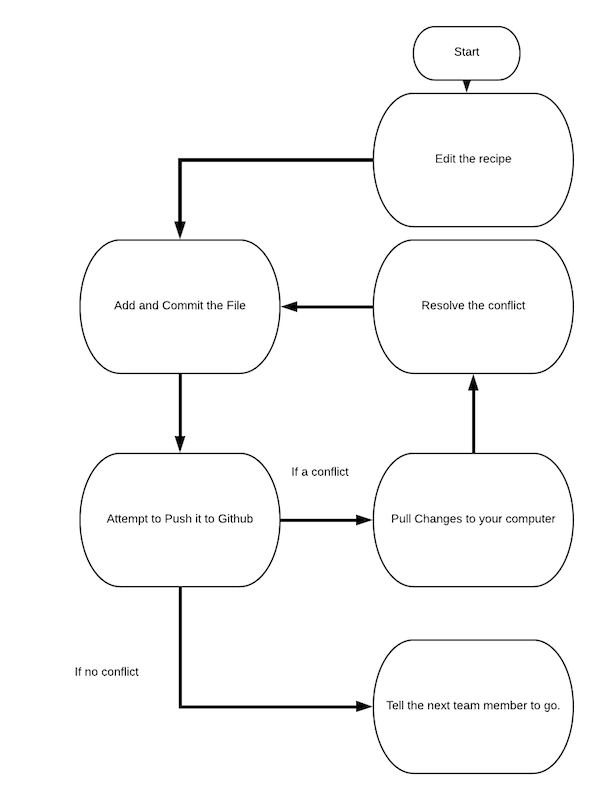 Start
Edit the recipe
Add and Commit the File
Resolve the conflict
If a conflict
Attempt to Push it to Github
Pull Changes to your computer
If no conflict
Tell the next team member to go.